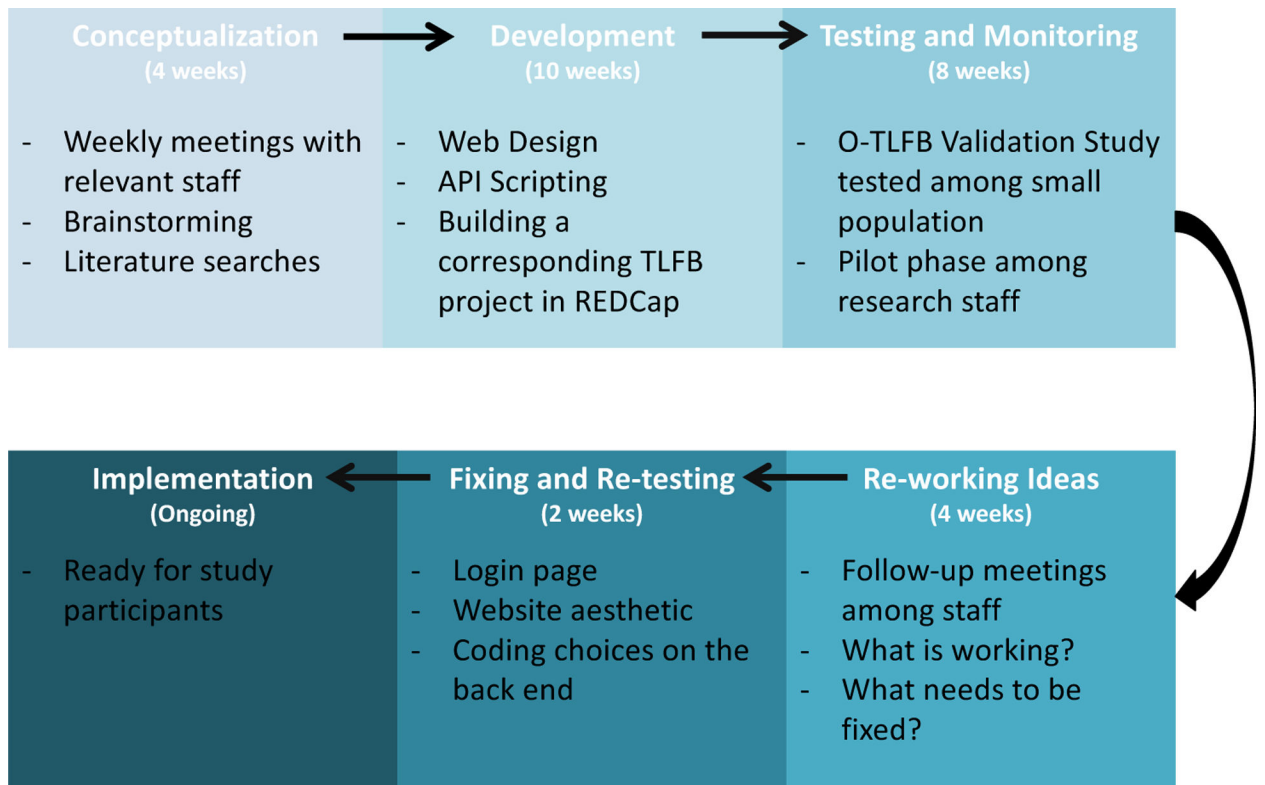 Conceptualization
(4 weeks)
- Weekly meetings with
relevant staff
- Brainstorming
- Literature searches
Development
(10 weeks)
- Web Design
- API Scripting
- Building a
corresponding TLFB
project in REDCap
Testing and Monitoring
(8 weeks)
- O-TLFB Validation Study
tested among small
population
- Pilot phase among
research staff
Re-working Ideas
(4 weeks)
- Follow-up meetings
among staff
- What is working?
- What needs to be
fixed?
Fixing and Re-testing
(2 weeks)
- Login page
- Website aesthetic
- Coding choices on the
back end
Implementation
(Ongoing)
- Ready for study
participants